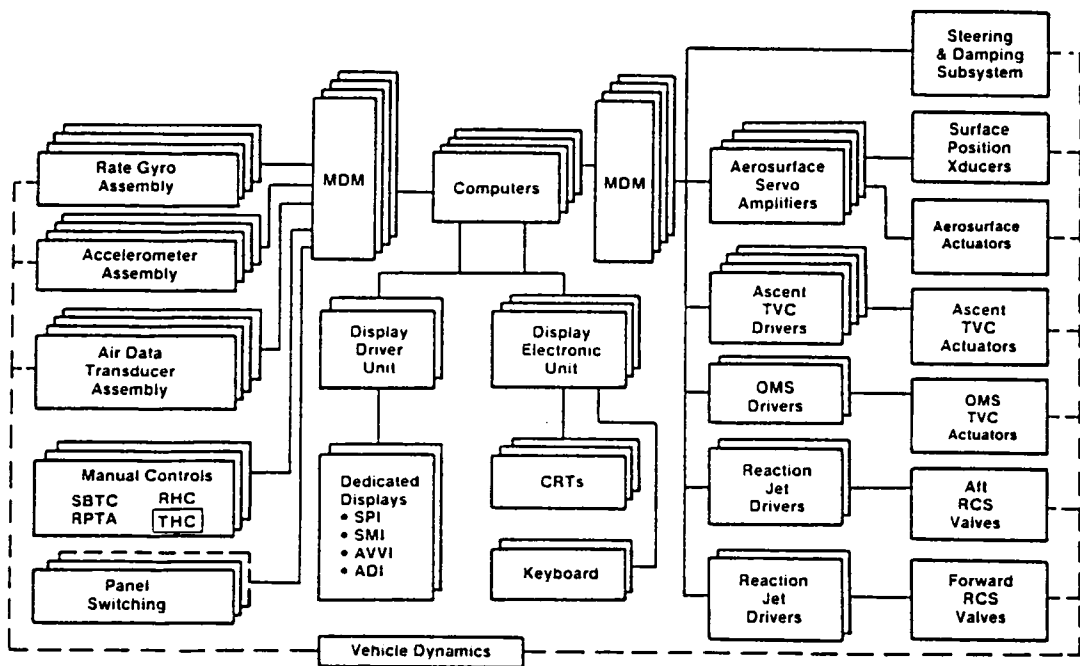 Rate Gyro
Assembly
Accelerometer
Assembly
Air Data
Transducer
Assembly
Manual Controls
SBTC RHC
RPTA THC
Panel
Switching
MDM
Computers
MDM
Display
Driver
Unit
Display
Electronic
Unit
Dedicated
Displays
• SPI
• SMI
• AVVI
• ADI
CRTs
Keyboard
Aerosurface
Servo
Amplifiers
Ascent
TVC
Drivers
OMS
Drivers
Reaction
Jet
Drivers
Reaction
Jet
Drivers
Steering
& Damping
Subsystem
Surface
Position
Xducers
Aerosurface
Actuators
Ascent
TVC
Actuators
OMS
TVC
Actuators
Aft
RCS
Valves
Forward
RCS
Valves
Vehicle Dynamics